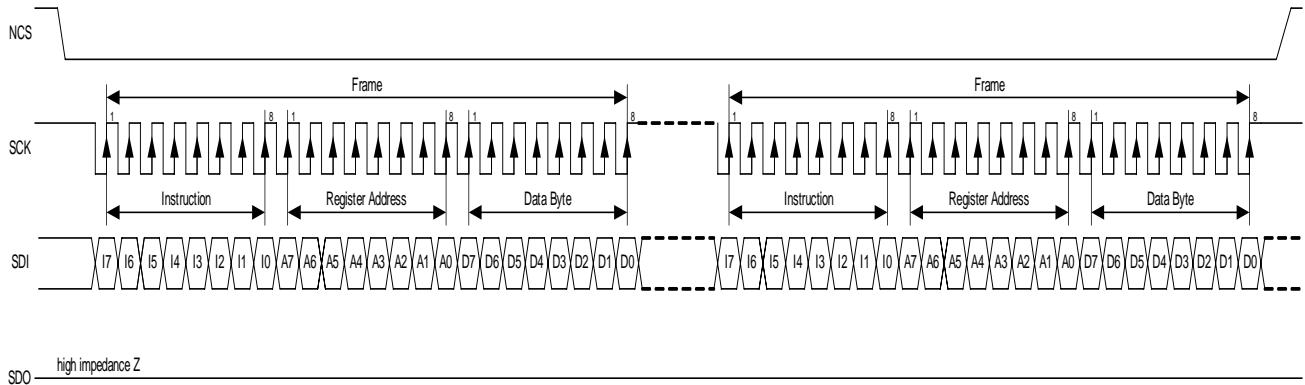 NCS
Frame Frame
1 8 1 8 1 8 1 8 1 8 1 8
SCK
Instruction Register Address Data Byte Instruction Register Address Data Byte
SDI I7 I6 I5 I4 I3 I2 I1 I0 A7 A6 A5 A4 A3 A2 A1 A0 D7 D6 D5 D4 D3 D2 D1 D0 I7 I6 I5 I4 I3 I2 I1 I0 A7 A6 A5 A4 A3 A2 A1 A0 D7 D6 D5 D4 D3 D2 D1 D0
high impedance Z
SDO